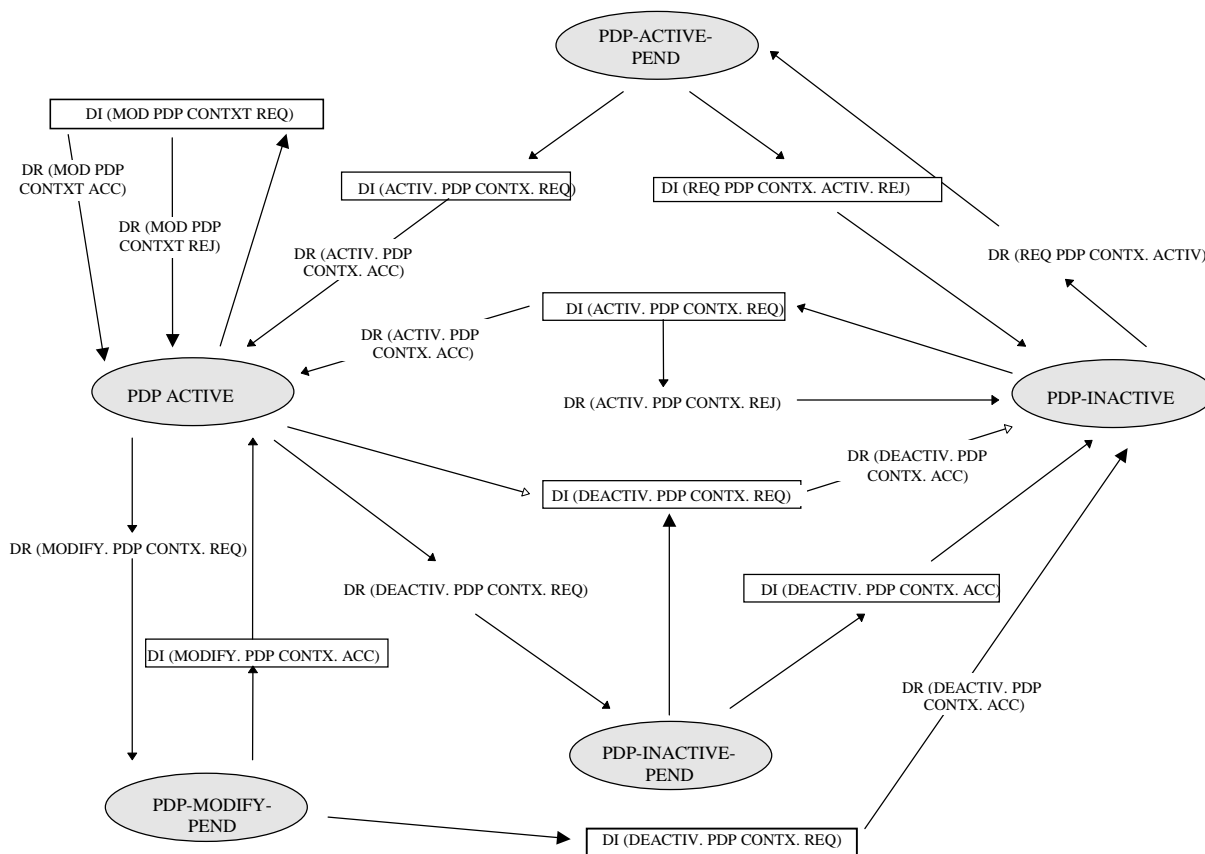 PDP-ACTIVE-
PEND
DI (MOD PDP CONTXT REQ)
DR (MOD PDP
CONTXT ACC)
DR (MOD PDP
CONTXT REJ)
DI (ACTIV. PDP CONTX. REQ)
DI (REQ PDP CONTX. ACTIV. REJ)
DR (ACTIV. PDP
CONTX. ACC)
DR (REQ PDP CONTX. ACTIV)
DI (ACTIV. PDP CONTX. REQ)
DR (ACTIV. PDP
CONTX. ACC)
PDP ACTIVE
DR (ACTIV. PDP CONTX. REJ)
PDP-INACTIVE
DR (DEACTIV. PDP
CONTX. ACC)
DI (DEACTIV. PDP CONTX. REQ)
DR (MODIFY. PDP CONTX. REQ)
DR (DEACTIV. PDP CONTX. REQ)
DI (DEACTIV. PDP CONTX. ACC)
DI (MODIFY. PDP CONTX. ACC)
DR (DEACTIV. PDP
CONTX. ACC)
PDP-INACTIVE-
PEND
PDP-MODIFY-
PEND
DI (DEACTIV. PDP CONTX. REQ)